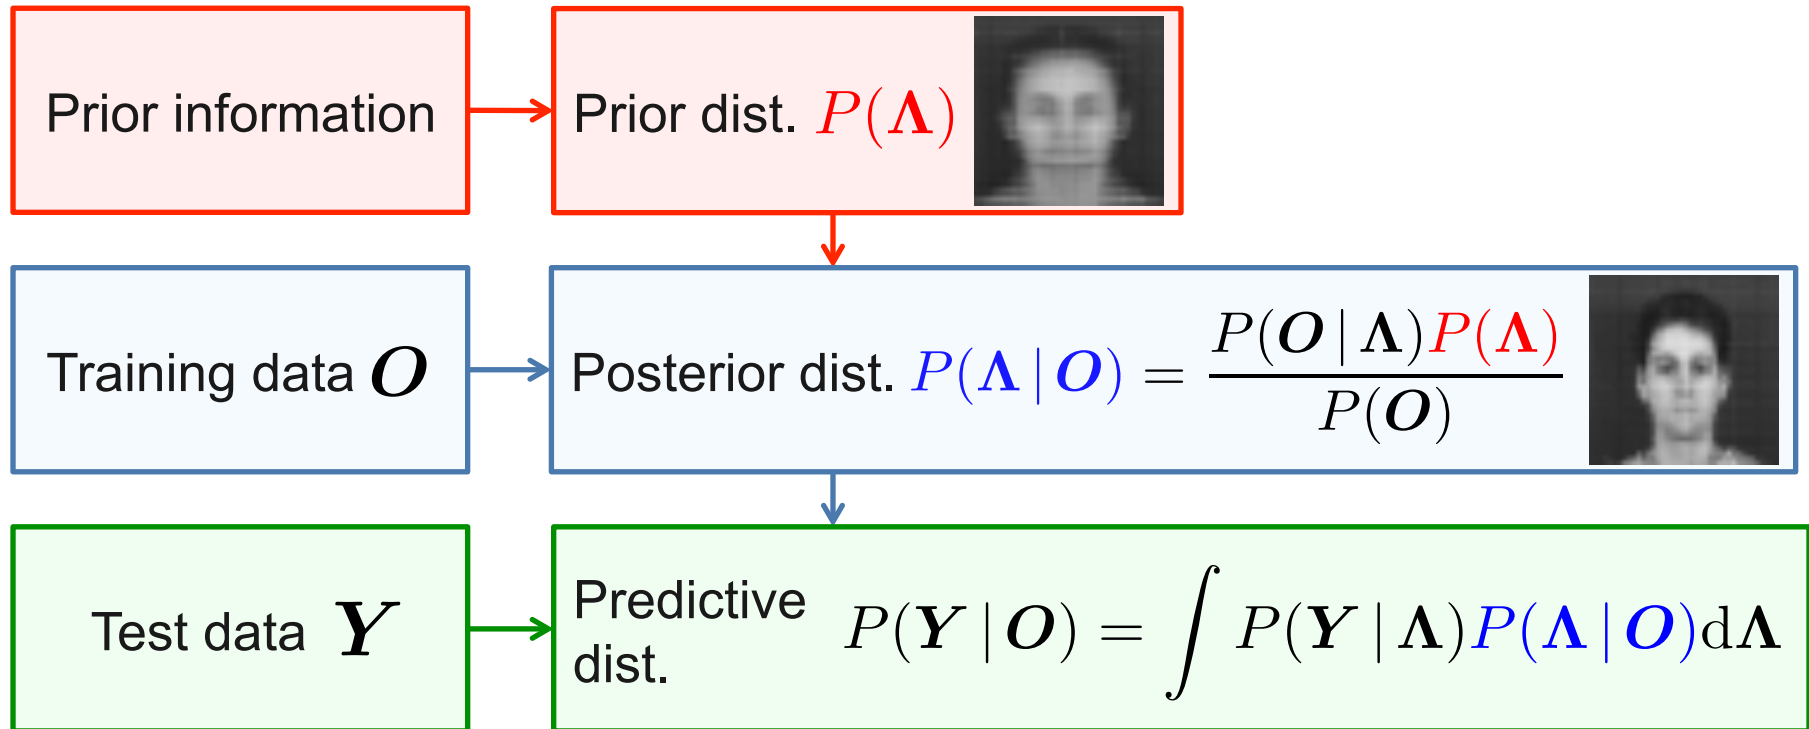 Prior information
Prior dist. P(Λ)
Training data O
Posterior dist. P(Λ | O) = P(O | Λ)P(Λ) / P(O)
Test data Y
Predictive dist. P(Y | O) = ∫ P(Y | Λ)P(Λ | O)dΛ